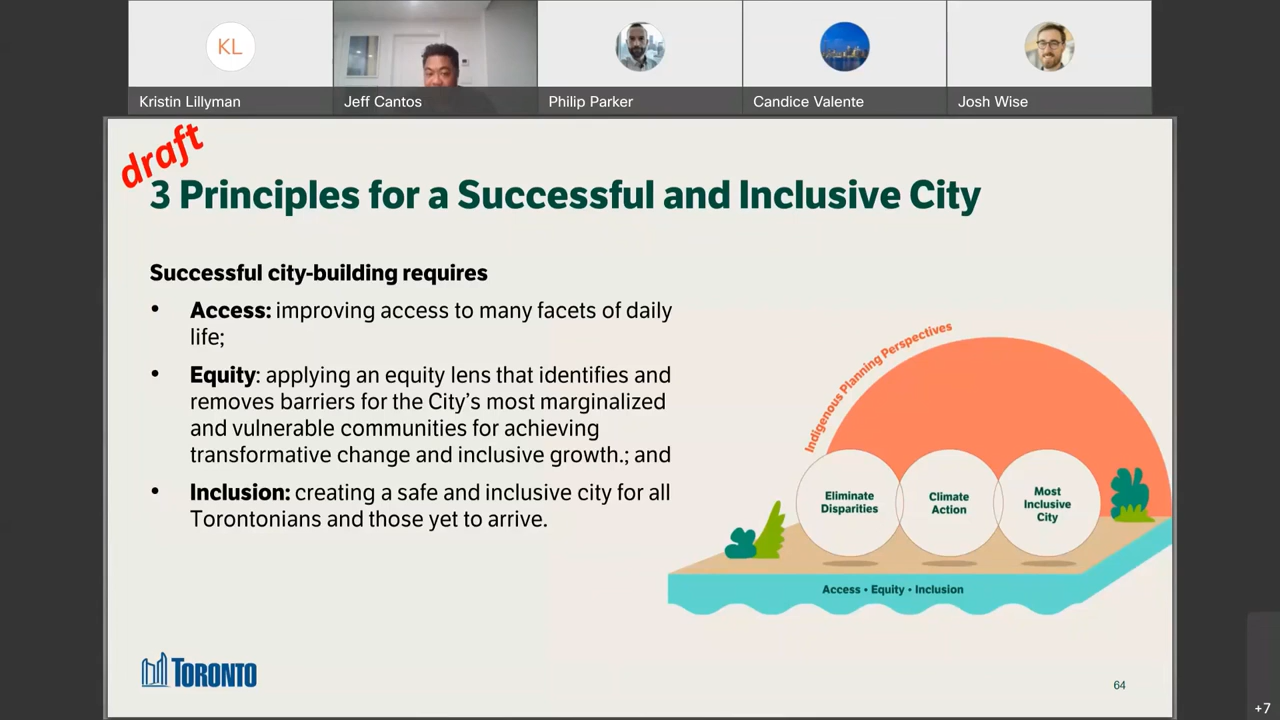 KL
Kristin Lillyman
Jeff Cantos
Philip Parker
Candice Valente
Josh Wise
draft
3 Principles for a Successful and Inclusive City
Successful city-building requires
• Access: improving access to many facets of daily
life;
• Equity: applying an equity lens that identifies and
removes barriers for the City's most marginalized
and vulnerable communities for achieving
transformative change and inclusive growth.; and
• Inclusion: creating a safe and inclusive city for all
Torontonians and those yet to arrive.
Indigenous Planning Perspectives
Eliminate
Disparities
Climate
Action
Most
Inclusive
City
Access • Equity • Inclusion
TORONTO
64
+7